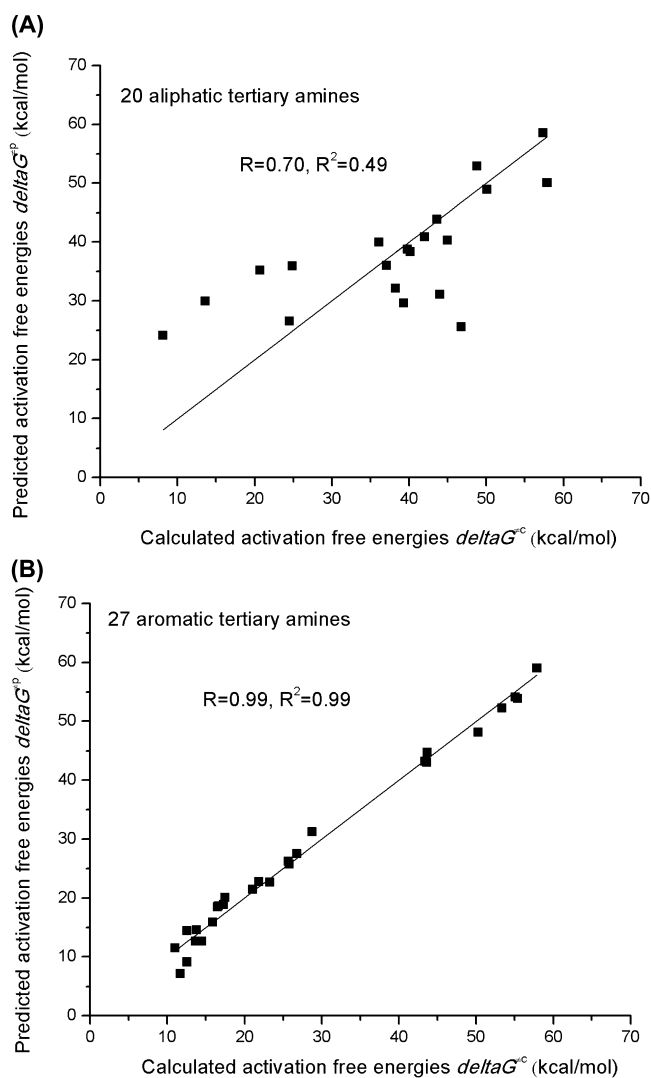 (A)
Predicted activation free energies deltaG≠p (kcal/mol)
70
60
50
40
30
20
10
0
20 aliphatic tertiary amines
R=0.70, R²=0.49
0 10 20 30 40 50 60 70
Calculated activation free energies deltaG≠c (kcal/mol)
(B)
Predicted activation free energies deltaG≠p (kcal/mol)
70
60
50
40
30
20
10
0
27 aromatic tertiary amines
R=0.99, R²=0.99
0 10 20 30 40 50 60 70
Calculated activation free energies deltaG≠c (kcal/mol)